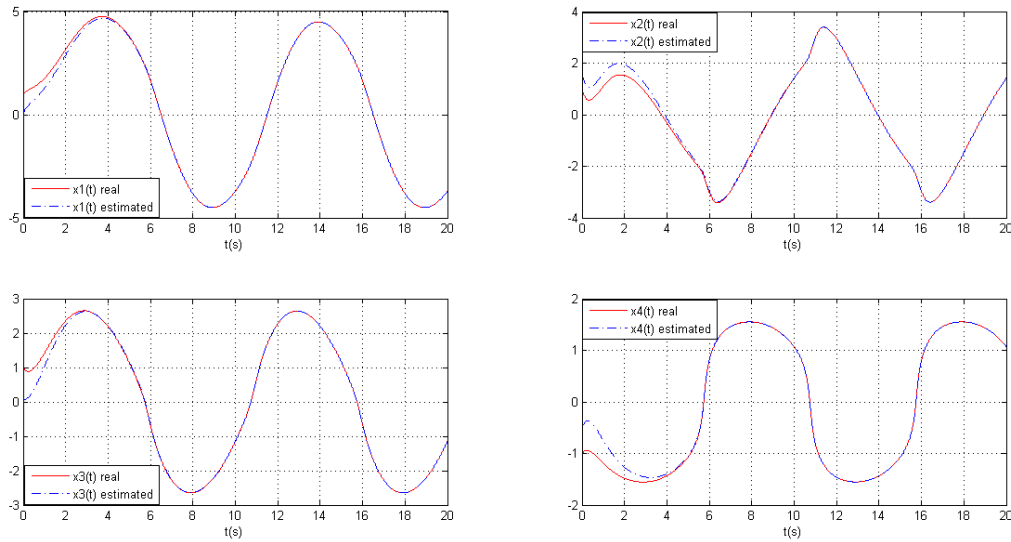 5
0
-5
0 2 4 6 8 10 12 14 16 18 20
t(s)
x1(t) real
x1(t) estimated
4
2
0
-2
-4
0 2 4 6 8 10 12 14 16 18 20
t(s)
x2(t) real
x2(t) estimated
3
2
1
0
-1
-2
-3
0 2 4 6 8 10 12 14 16 18 20
t(s)
x3(t) real
x3(t) estimated
2
1
0
-1
-2
0 2 4 6 8 10 12 14 16 18 20
t(s)
x4(t) real
x4(t) estimated